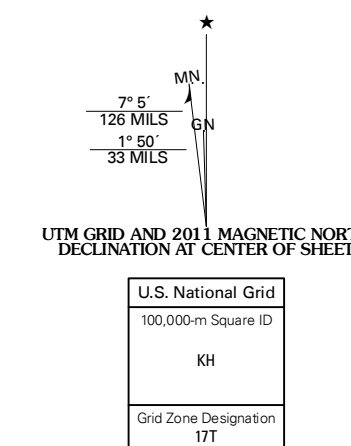 ★
MN
7° 5´
126 MILS
GN
1° 50´
33 MILS
UTM GRID AND 2011 MAGNETIC
DECLINATION AT CENTER OF SHEET
U.S. National Grid
100,000-m Square ID
KH
Grid Zone Designation
17T